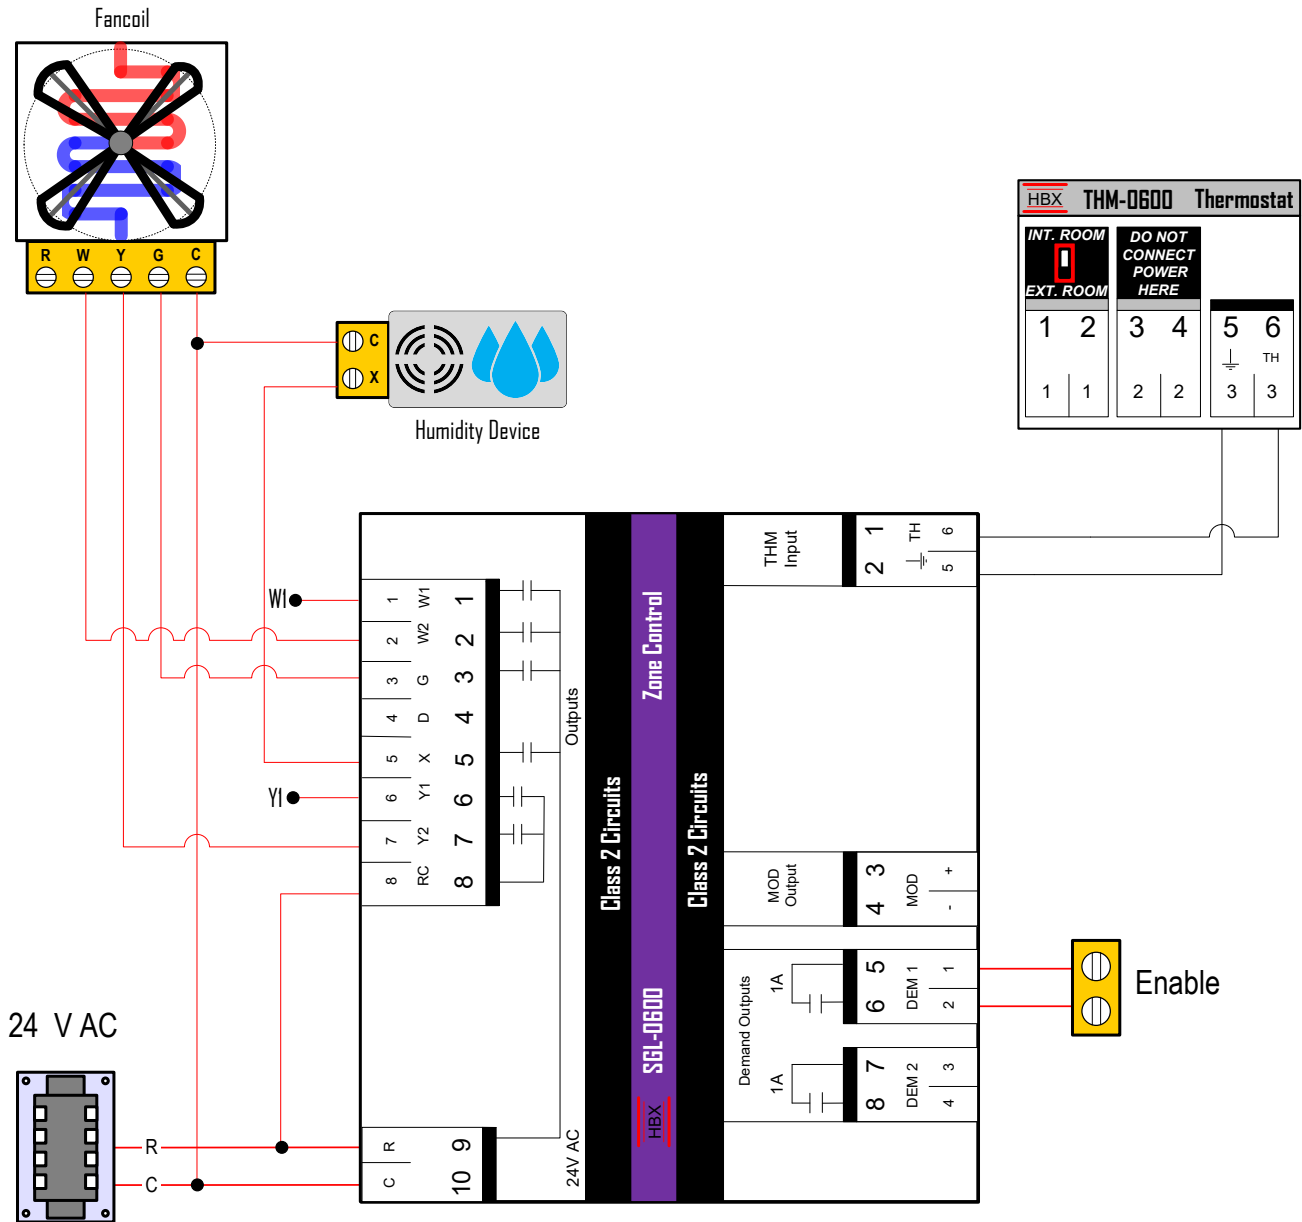 Fancoil
R W Y G C
C
X
Humidity Device
HBX THM-0600 Thermostat
INT. ROOM
EXT. ROOM
DO NOT
CONNECT
POWER
HERE
1 2 3 4 5 6
TH
1 1 2 2 3 3
W1
Y1
1 W1 1
2 W2 2
3 G 3
4 D 4
5 X 5
6 Y1 6
7 Y2 7
8 RC 8
Outputs
R 9
C 10
24V AC
Class 2 Circuits
Zone Control
SGL-0600
HBX
Class 2 Circuits
THM
Input
1 TH 6
2 5
MOD
Output
3 +
MOD
4 -
Demand Outputs
1A
5 1
DEM 1
6 2
1A
7 3
DEM 2
8 4
Enable
24 V AC
R
C